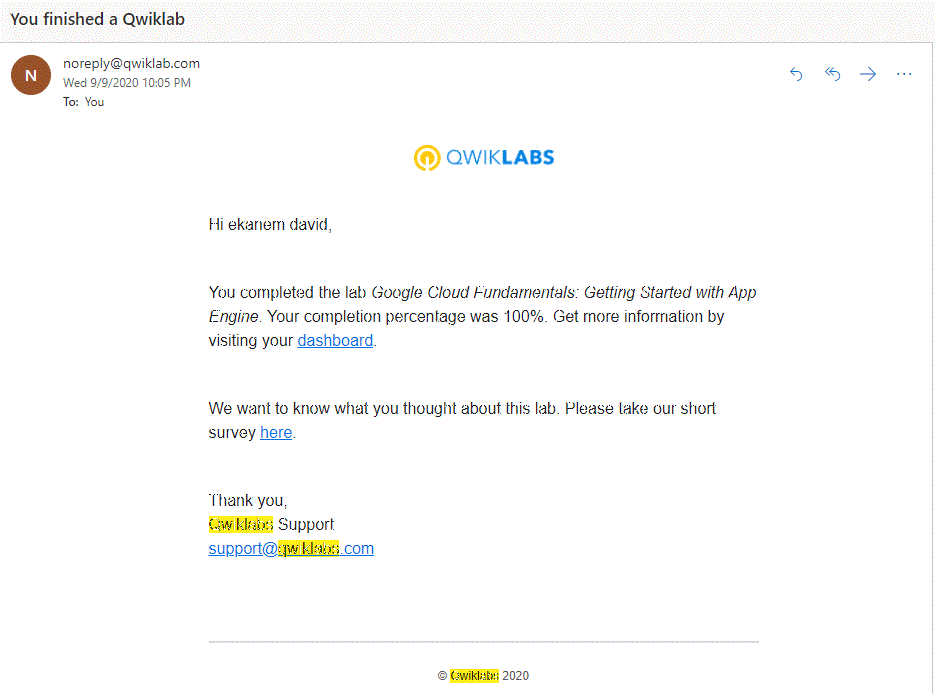 You finished a Qwiklab
N
noreply@qwiklab.com
Wed 9/9/2020 10:05 PM
To: You
QWIKLABS
Hi ekanem david,
You completed the lab Google Cloud Fundamentals: Getting Started with App
Engine. Your completion percentage was 100%. Get more information by
visiting your dashboard.
We want to know what you thought about this lab. Please take our short
survey here.
Thank you,
Qwiklabs Support
support@qwiklabs.com
© Qwiklabs 2020